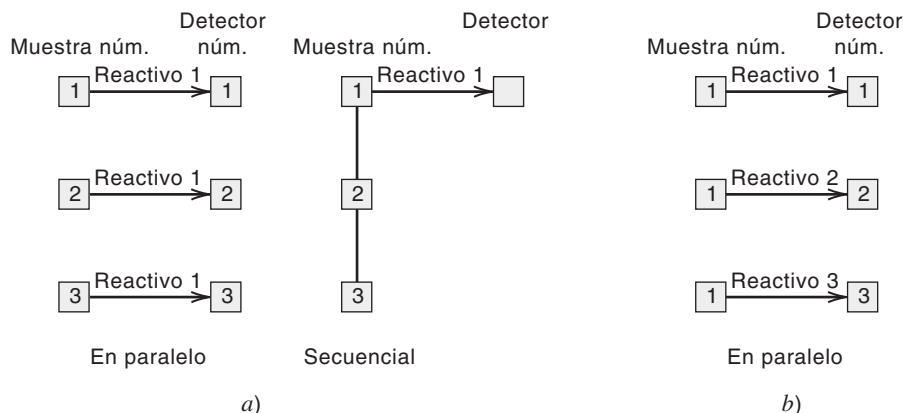 Detector
Muestra núm. núm.
Reactivo 1
1 1
Reactivo 1
2 2
Reactivo 1
3 3
En paralelo
Detector
Muestra núm.
Reactivo 1
1
2
3
Secuencial
a)
Detector
Muestra núm. núm.
Reactivo 1
1 1
Reactivo 2
1 2
Reactivo 3
1 3
En paralelo
b)